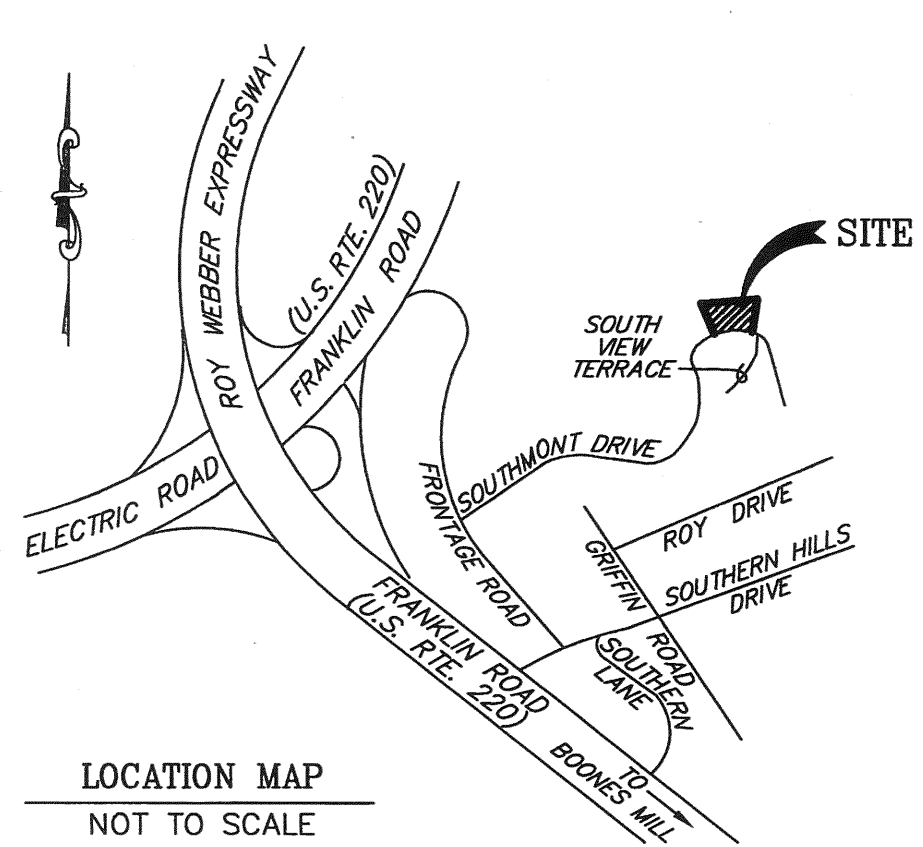 ROY WEBBER EXPRESSWAY
(U.S. RTE. 220)
FRANKLIN ROAD
SITE
SOUTH
VIEW
TERRACE
ELECTRIC ROAD
FRONTAGE ROAD
SOUTHMONT DRIVE
ROY DRIVE
GRIFFIN ROAD
SOUTHERN HILLS
DRIVE
SOUTHERN
LANE
FRANKLIN ROAD
(U.S. RTE. 220)
TO
BOONES MILL
LOCATION MAP
NOT TO SCALE